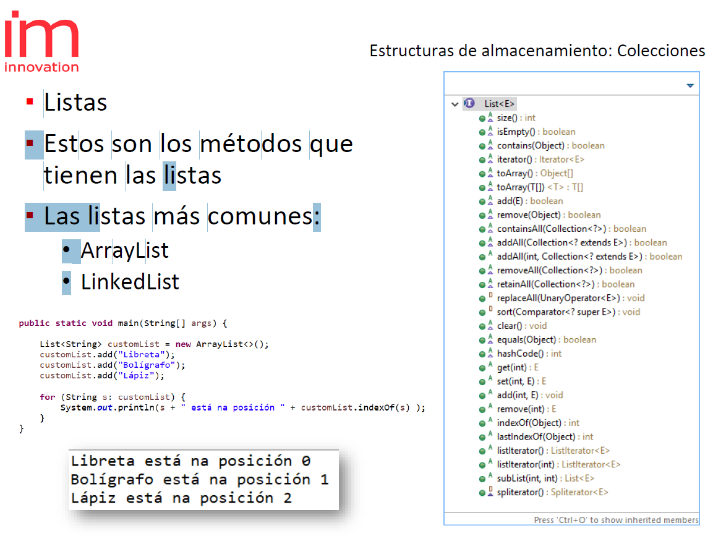 im
innovation
Estructuras de almacenamiento: Colecciones
Listas
Estos son los métodos que
tienen las listas
Las listas más comunes:
ArrayList
LinkedList
public static void main(String[] args) {
List<String> customList = new ArrayList<>();
customList.add("Libreta");
customList.add("Bolígrafo");
customList.add("Lápiz");
for (String s: customList) {
System.out.println(s + " está na posición " + customList.indexOf(s) );
}
}
Libreta está na posición 0
Bolígrafo está na posición 1
Lápiz está na posición 2
List<E>
size() : int
isEmpty() : boolean
contains(Object) : boolean
iterator() : Iterator<E>
toArray() : Object[]
toArray(T[]) <T> : T[]
add(E) : boolean
remove(Object) : boolean
containsAll(Collection<?>) : boolean
addAll(Collection<? extends E>) : boolean
addAll(int, Collection<? extends E>) : boolean
removeAll(Collection<?>) : boolean
retainAll(Collection<?>) : boolean
replaceAll(UnaryOperator<E>) : void
sort(Comparator<? super E>) : void
clear() : void
equals(Object) : boolean
hashCode() : int
get(int) : E
set(int, E) : E
add(int, E) : void
remove(int) : E
indexOf(Object) : int
lastIndexOf(Object) : int
listIterator() : ListIterator<E>
listIterator(int) : ListIterator<E>
subList(int, int) : List<E>
spliterator() : Spliterator<E>
Press 'Ctrl+O' to show inherited members